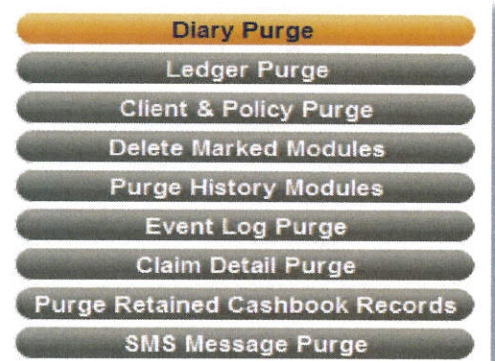 Diary Purge
Ledger Purge
Client & Policy Purge
Delete Marked Modules
Purge History Modules
Event Log Purge
Claim Detail Purge
Purge Retained Cashbook Records
SMS Message Purge